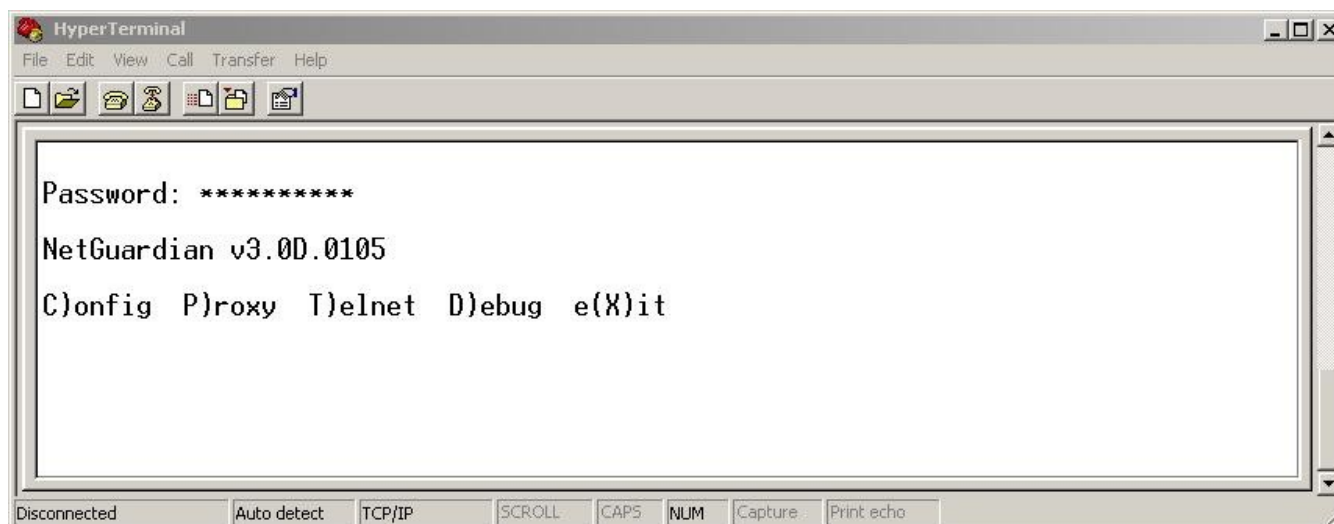 HyperTerminal
File Edit View Call Transfer Help
Password: **********
NetGuardian v3.0D.0105
C)onfig P)roxy T)elnet D)ebug e(X)it
Disconnected Auto detect TCP/IP SCROLL CAPS NUM Capture Print echo